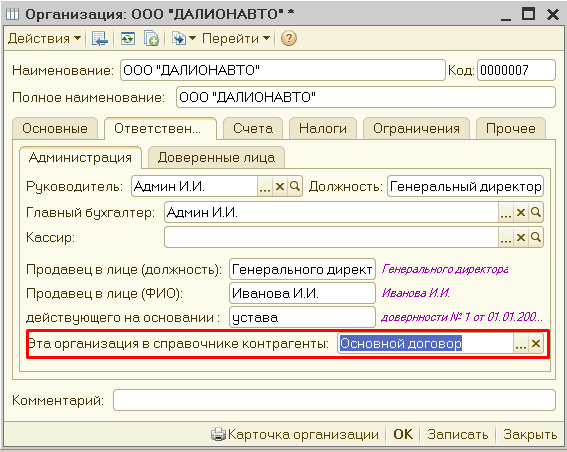 Организация: ООО "ДАЛИОНАВТО" *
Действия Перейти ?
Наименование: ООО "ДАЛИОНАВТО" Код: 0000007
Полное наименование: ООО "ДАЛИОНАВТО"
Основные Ответствен... Счета Налоги Ограничения Прочее
Администрация Доверенные лица
Руководитель: Админ И.И. ... Должность: Генеральный директор
Главный бухгалтер: Админ И.И. ...
Кассир: ...
Продавец в лице (должность): Генерального директ Генерального директора
Продавец в лице (ФИО): Иванова И.И. Иванова И.И.
действующего на основании : устава доверности № 1 от 01.01.200...
Эта организация в справочнике контрагенты: Основной договор ...
Комментарий:
Карточка организации OK Записать Закрыть